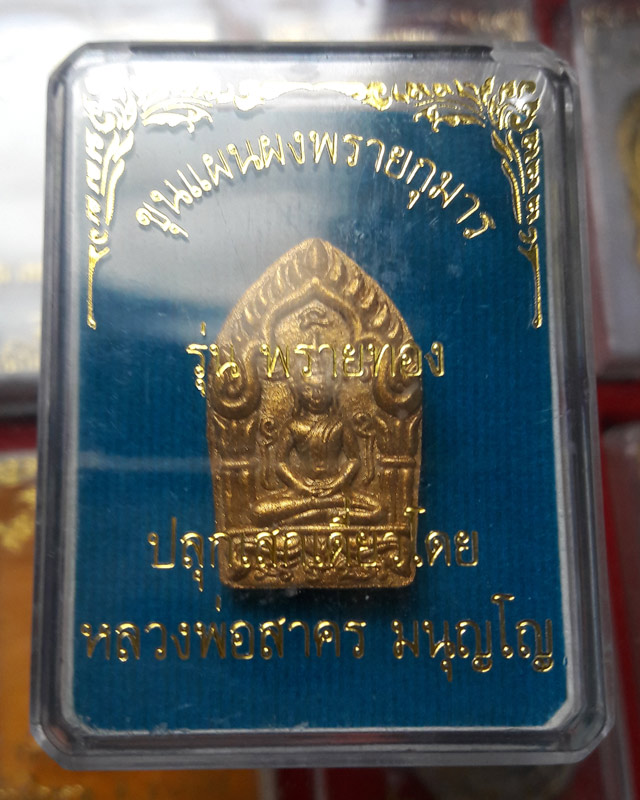 ขุนแผนผงพรายกุมาร
รุ่น พรายทอง
ปลุกเสกเดี่ยวโดย
หลวงพ่อสาคร มนุญโญ